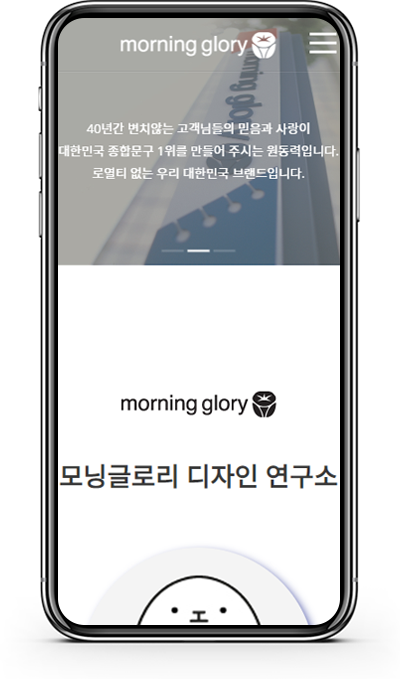 morning glory
40년간 변치않는 고객님들의 믿음과 사랑이
대한민국 종합문구 1위를 만들어 주시는 원동력입니다.
로열티 없는 우리 대한민국 브랜드입니다.
morning glory
morning glory
모닝글로리 디자인 연구소